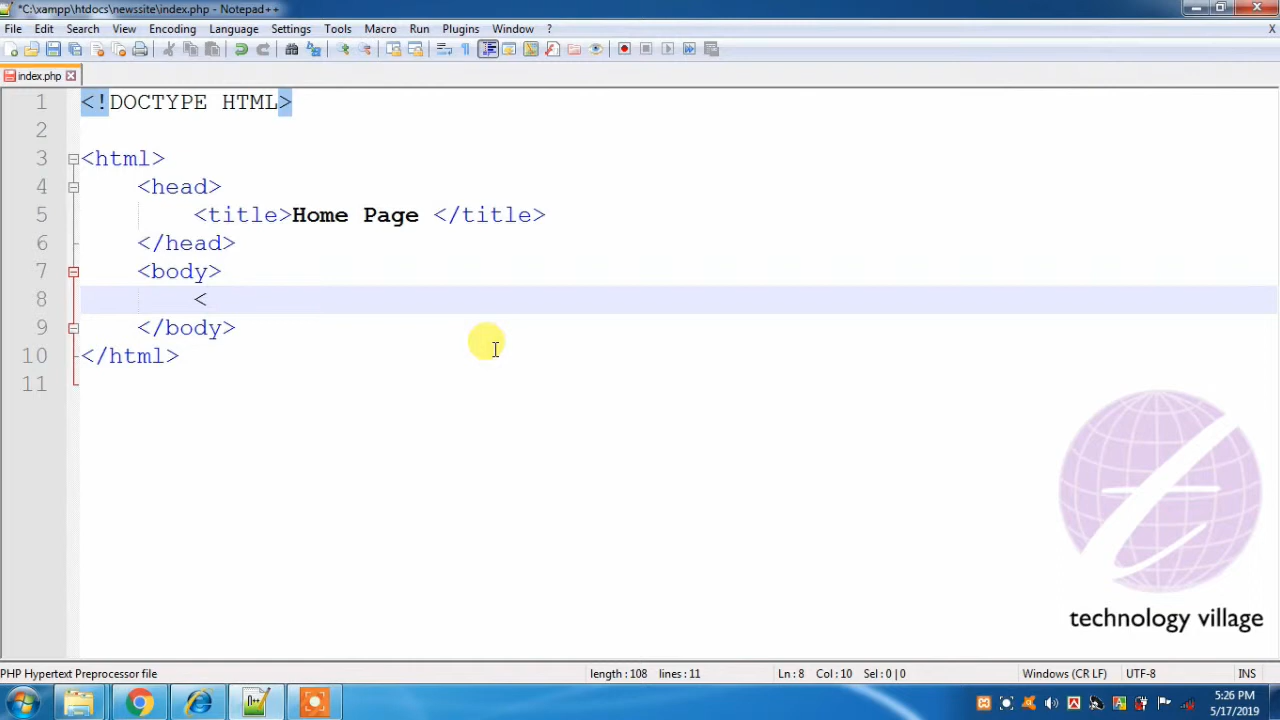 *C:\xampp\htdocs\newssite\index.php - Notepad++
File Edit Search View Encoding Language Settings Tools Macro Run Plugins Window ? X
index.php
1 <!DOCTYPE HTML>
2
3 <html>
4 <head>
5 <title>Home Page </title>
6 </head>
7 <body>
8 <
9 </body>
10 </html>
11
technology village
PHP Hypertext Preprocessor file length : 108 lines : 11 Ln : 8 Col : 10 Sel : 0 | 0 Windows (CR LF) UTF-8 INS
5:26 PM
5/17/2019